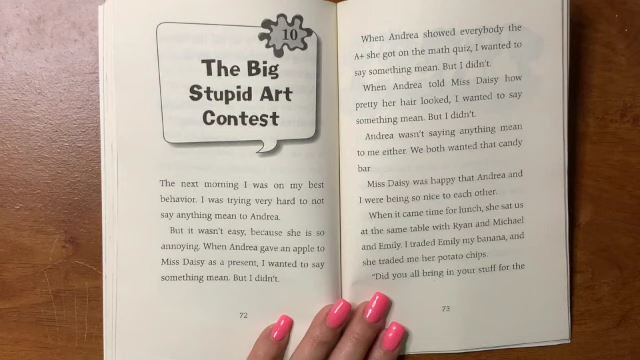 10
The Big
Stupid Art
Contest
The next morning I was on my best
behavior. I was trying very hard to not
say anything mean to Andrea.
But it wasn't easy, because she is so
annoying. When Andrea gave an apple to
Miss Daisy as a present, I wanted to say
something mean. But I didn't.
72
When Andrea showed everybody the
A+ she got on the math quiz, I wanted to
say something mean. But I didn't.
When Andrea told Miss Daisy how
pretty her hair looked, I wanted to say
something mean. But I didn't.
Andrea wasn't saying anything mean
to me either. We both wanted that candy
bar
Miss Daisy was happy that Andrea and
I were being so nice to each other.
When it came time for lunch, she sat us
at the same table with Ryan and Michael
and Emily. I traded Emily my banana, and
she traded me her potato chips.
"Did you all bring in your stuff for the
73